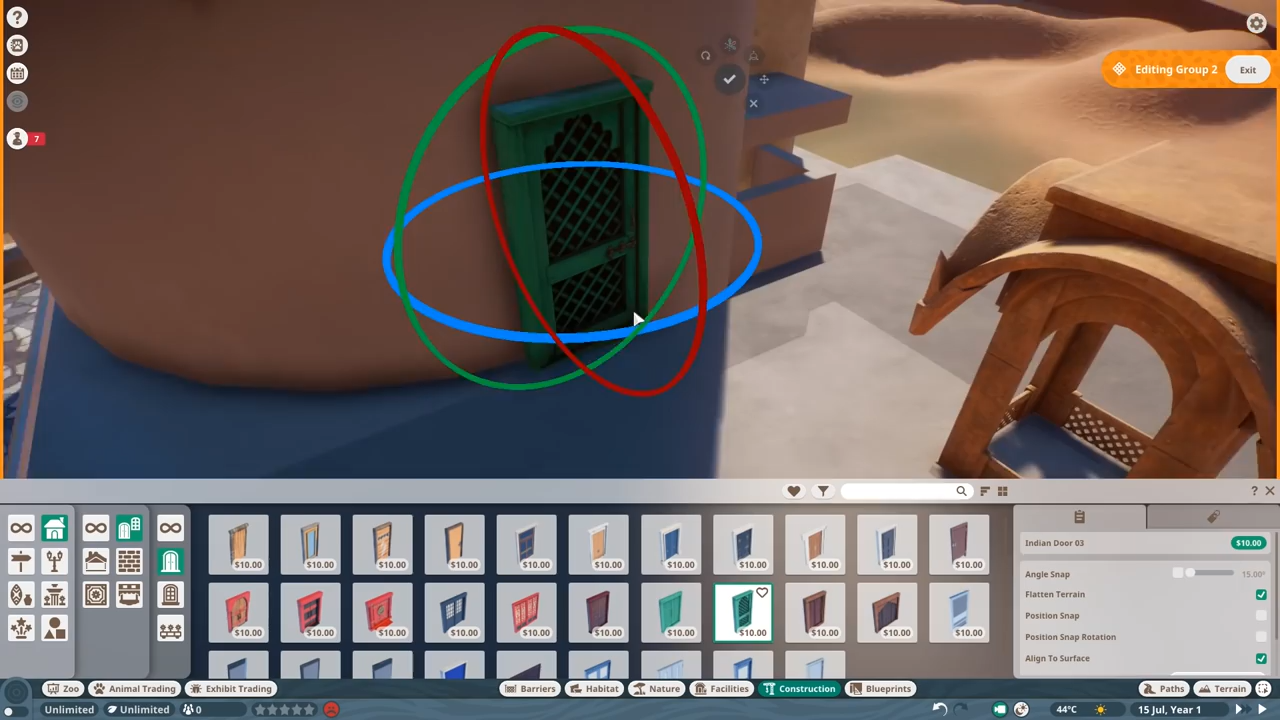 7
Editing Group 2
Exit
?
$10.00 $10.00 $10.00 $10.00 $10.00 $10.00 $10.00 $10.00 $10.00 $10.00 $10.00
$10.00 $10.00 $10.00 $10.00 $10.00 $10.00 $10.00 $10.00 $10.00 $10.00 $10.00
Indian Door 03 $10.00
Angle Snap 15.00°
Flatten Terrain
Position Snap
Position Snap Rotation
Align To Surface
Zoo Animal Trading Exhibit Trading Barriers Habitat Nature Facilities Construction Blueprints Paths Terrain
Unlimited Unlimited 0 44°C 15 Jul, Year 1